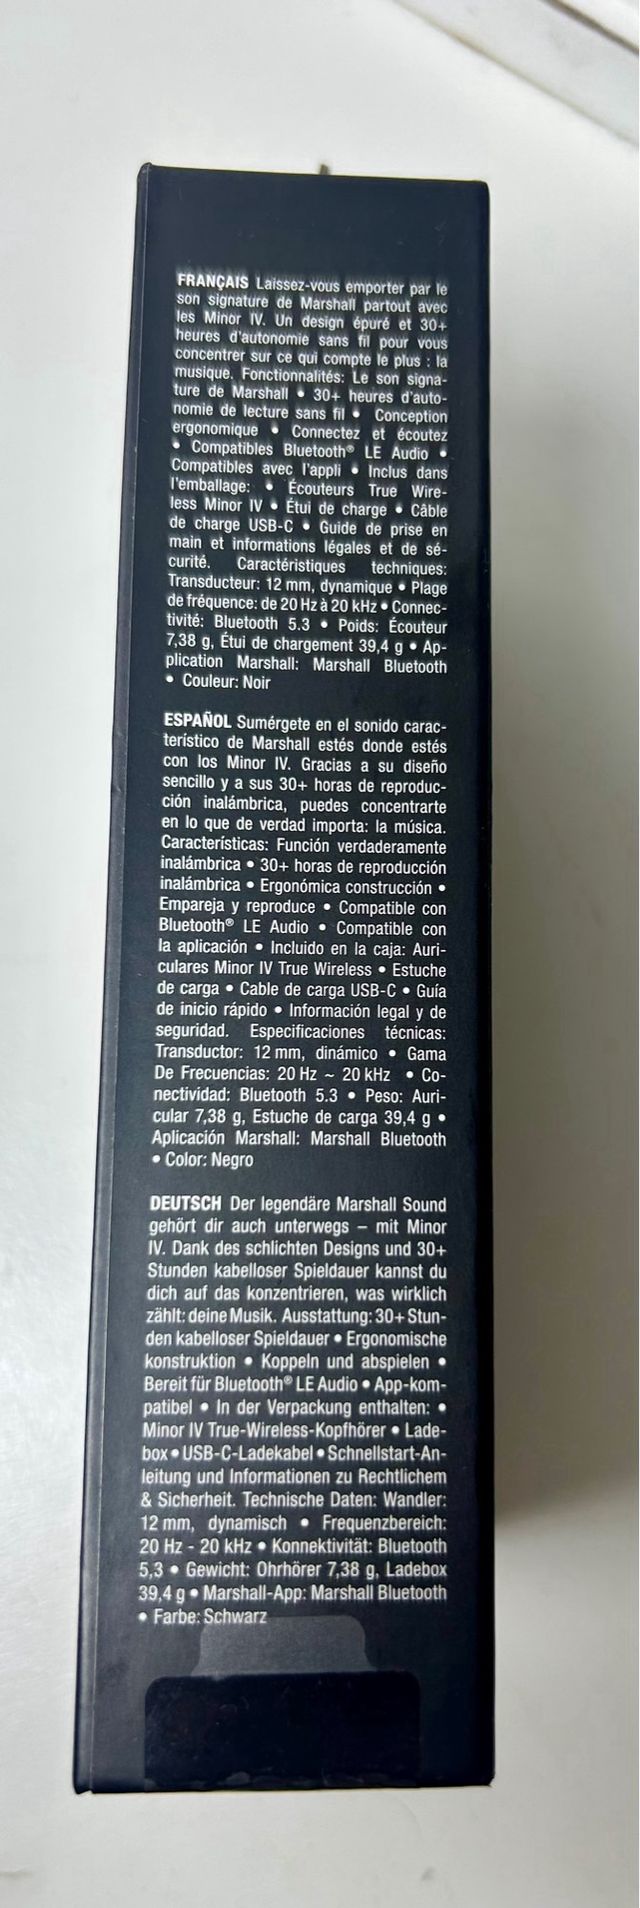 FRANÇAIS Laissez-vous emporter par le
son signature de Marshall partout avec
les Minor IV. Un design épuré et 30+
heures d'autonomie sans fil pour vous
concentrer sur ce qui compte le plus : la
musique. Fonctionnalités: Le son signa-
ture de Marshall • 30+ heures d'auto-
nomie de lecture sans fil • Conception
ergonomique • Connectez et écoutez
• Compatibles Bluetooth® LE Audio •
Compatibles avec l'appli • Inclus dans
l'emballage: • Écouteurs True Wire-
less Minor IV • Étui de charge • Câble
de charge USB-C • Guide de prise en
main et informations légales et de sé-
curité. Caractéristiques techniques:
Transducteur: 12 mm, dynamique • Plage
de fréquence: de 20 Hz à 20 kHz • Connec-
tivité: Bluetooth 5.3 • Poids: Écouteur
7,38 g, Étui de chargement 39,4 g • Ap-
plication Marshall: Marshall Bluetooth
• Couleur: Noir
ESPAÑOL Sumérgete en el sonido carac-
terístico de Marshall estés donde estés
con los Minor IV. Gracias a su diseño
sencillo y a sus 30+ horas de reproduc-
ción inalámbrica, puedes concentrarte
en lo que de verdad importa: la música.
Características: Función verdaderamente
inalámbrica • 30+ horas de reproducción
inalámbrica • Ergonómica construcción •
Empareja y reproduce • Compatible con
Bluetooth® LE Audio • Compatible con
la aplicación • Incluido en la caja: Auri-
culares Minor IV True Wireless • Estuche
de carga • Cable de carga USB-C • Guía
de inicio rápido • Información legal y de
seguridad. Especificaciones técnicas:
Transductor: 12 mm, dinámico • Gama
De Frecuencias: 20 Hz ~ 20 kHz • Co-
nectividad: Bluetooth 5.3 • Peso: Auri-
cular 7,38 g, Estuche de carga 39,4 g •
Aplicación Marshall: Marshall Bluetooth
• Color: Negro
DEUTSCH Der legendäre Marshall Sound
gehört dir auch unterwegs – mit Minor
IV. Dank des schlichten Designs und 30+
Stunden kabelloser Spieldauer kannst du
dich auf das konzentrieren, was wirklich
zählt: deine Musik. Ausstattung: 30+ Stun-
den kabelloser Spieldauer • Ergonomische
konstruktion • Koppeln und abspielen •
Bereit für Bluetooth® LE Audio • App-kom-
patibel • In der Verpackung enthalten: •
Minor IV True-Wireless-Kopfhörer • Lade-
box • USB-C-Ladekabel • Schnellstart-An-
leitung und Informationen zu Rechtlichem
& Sicherheit. Technische Daten: Wandler:
12 mm, dynamisch • Frequenzbereich:
20 Hz - 20 kHz • Konnektivität: Bluetooth
5,3 • Gewicht: Ohrhörer 7,38 g, Ladebox
39,4 g • Marshall-App: Marshall Bluetooth
• Farbe: Schwarz